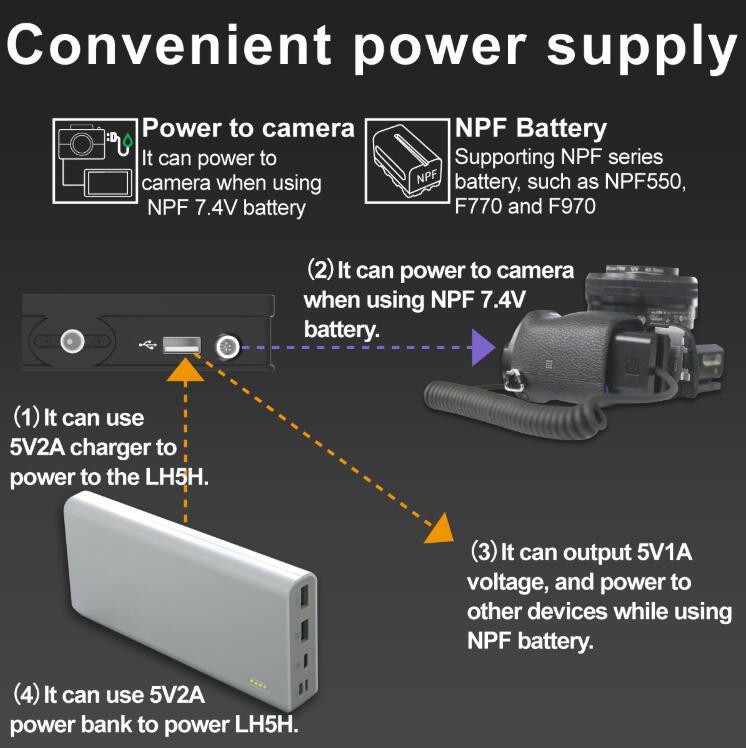 Convenient power supply
Power to camera
It can power to
camera when using
NPF 7.4V battery
NPF
NPF Battery
Supporting NPF series
battery, such as NPF550,
F770 and F970
(2)It can power to camera
when using NPF 7.4V
battery.
(1)It can use
5V2A charger to
power to the LH5H.
(3)It can output 5V1A
voltage, and power to
other devices while using
NPF battery.
(4)It can use 5V2A
power bank to power LH5H.